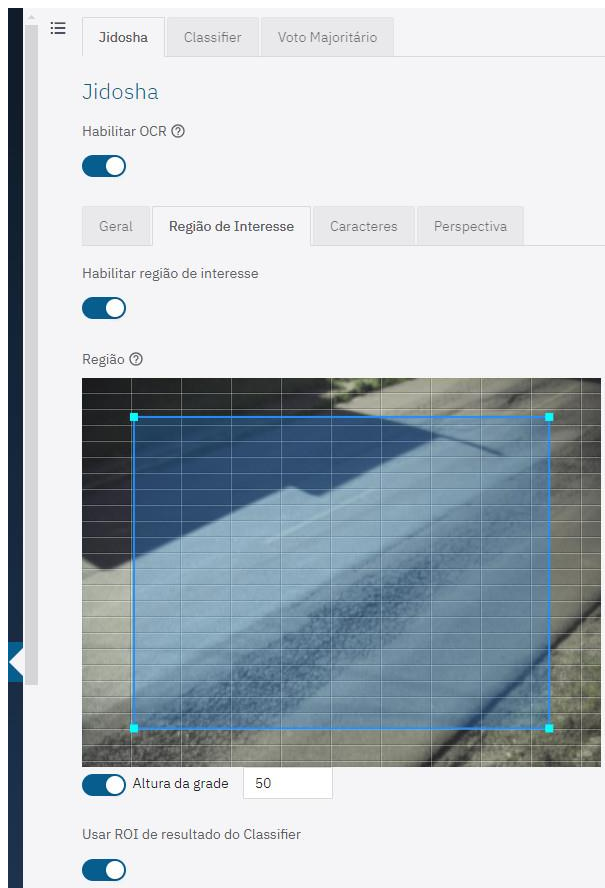 Jidosha Classifier Voto Majoritário
Jidosha
Habilitar OCR
Geral Região de Interesse Caracteres Perspectiva
Habilitar região de interesse
Região
Altura da grade 50
Usar ROI de resultado do Classifier